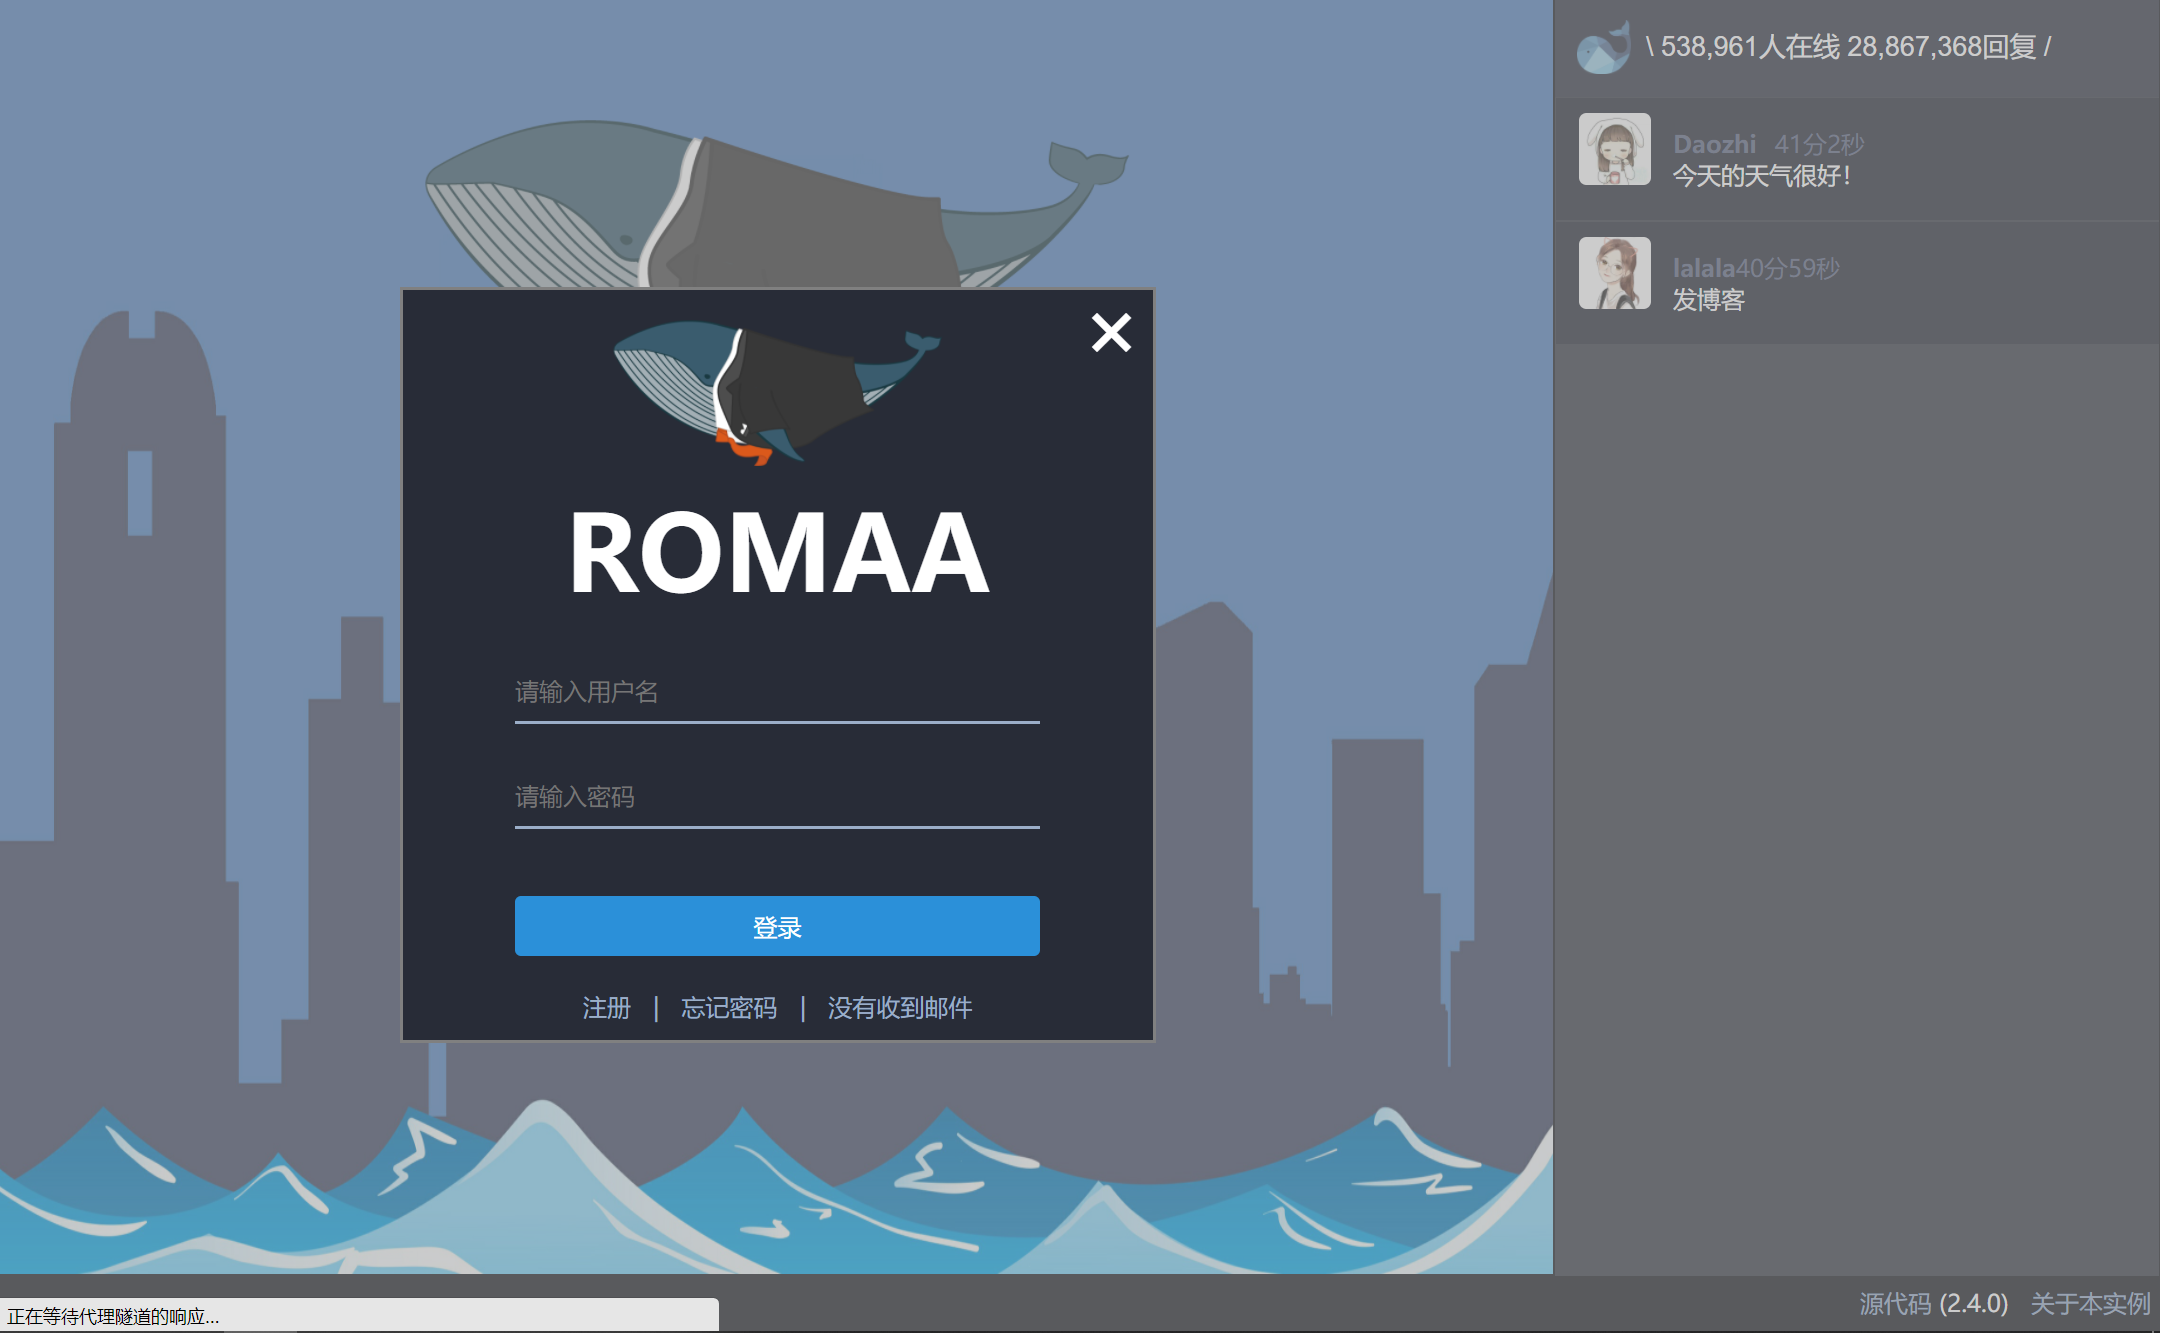 \ 538,961人在线 28,867,368回复 /
Daozhi 41分2秒
今天的天气很好！
lalala40分59秒
发博客
ROMAA
请输入用户名
请输入密码
登录
注册 | 忘记密码 | 没有收到邮件
源代码 (2.4.0) 关于本实例
正在等待代理隧道的响应...